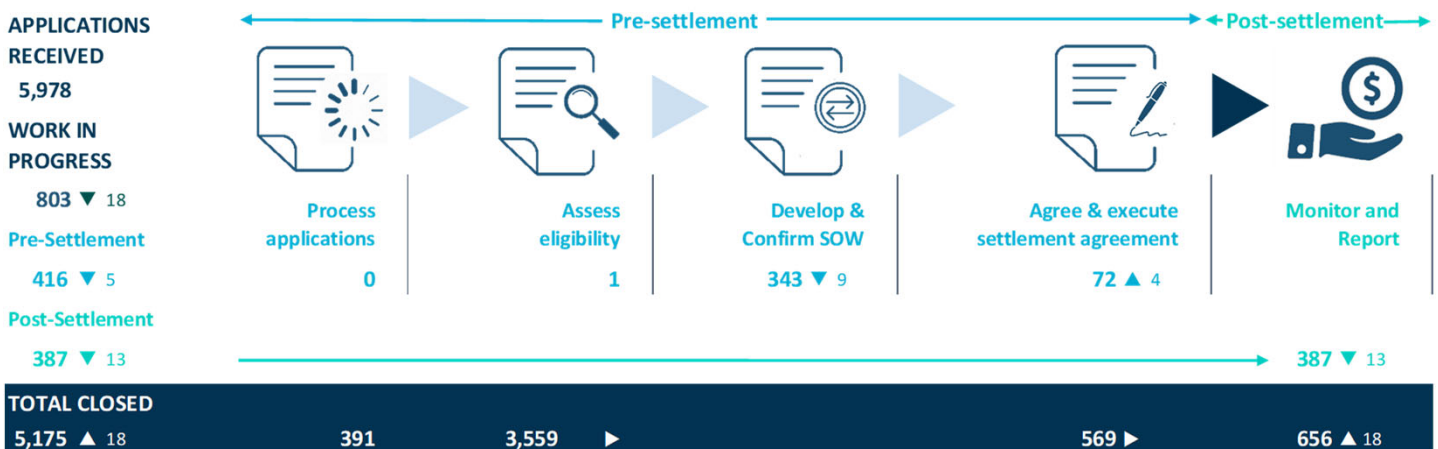 APPLICATIONS
RECEIVED
5,978
WORK IN
PROGRESS
803 ▼ 18
Pre-Settlement
416 ▼ 5
Post-Settlement
387 ▼ 13
Pre-settlement
Post-settlement
$
Process
applications
0
Assess
eligibility
1
Develop &
Confirm SOW
343 ▼ 9
Agree & execute
settlement agreement
72 ▲ 4
Monitor and
Report
387 ▼ 13
TOTAL CLOSED
5,175 ▲ 18 391 3,559 ▶ 569 ▶ 656 ▲ 18